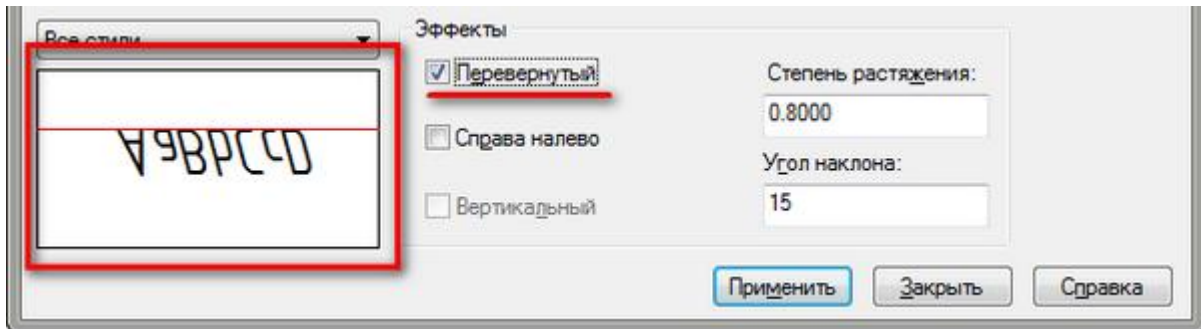 Все стили
Эффекты
Перевернутый
Степень растяжения:
0.8000
Справа налево
Угол наклона:
15
Вертикальный
AaBbCcD
Применить
Закрыть
Справка